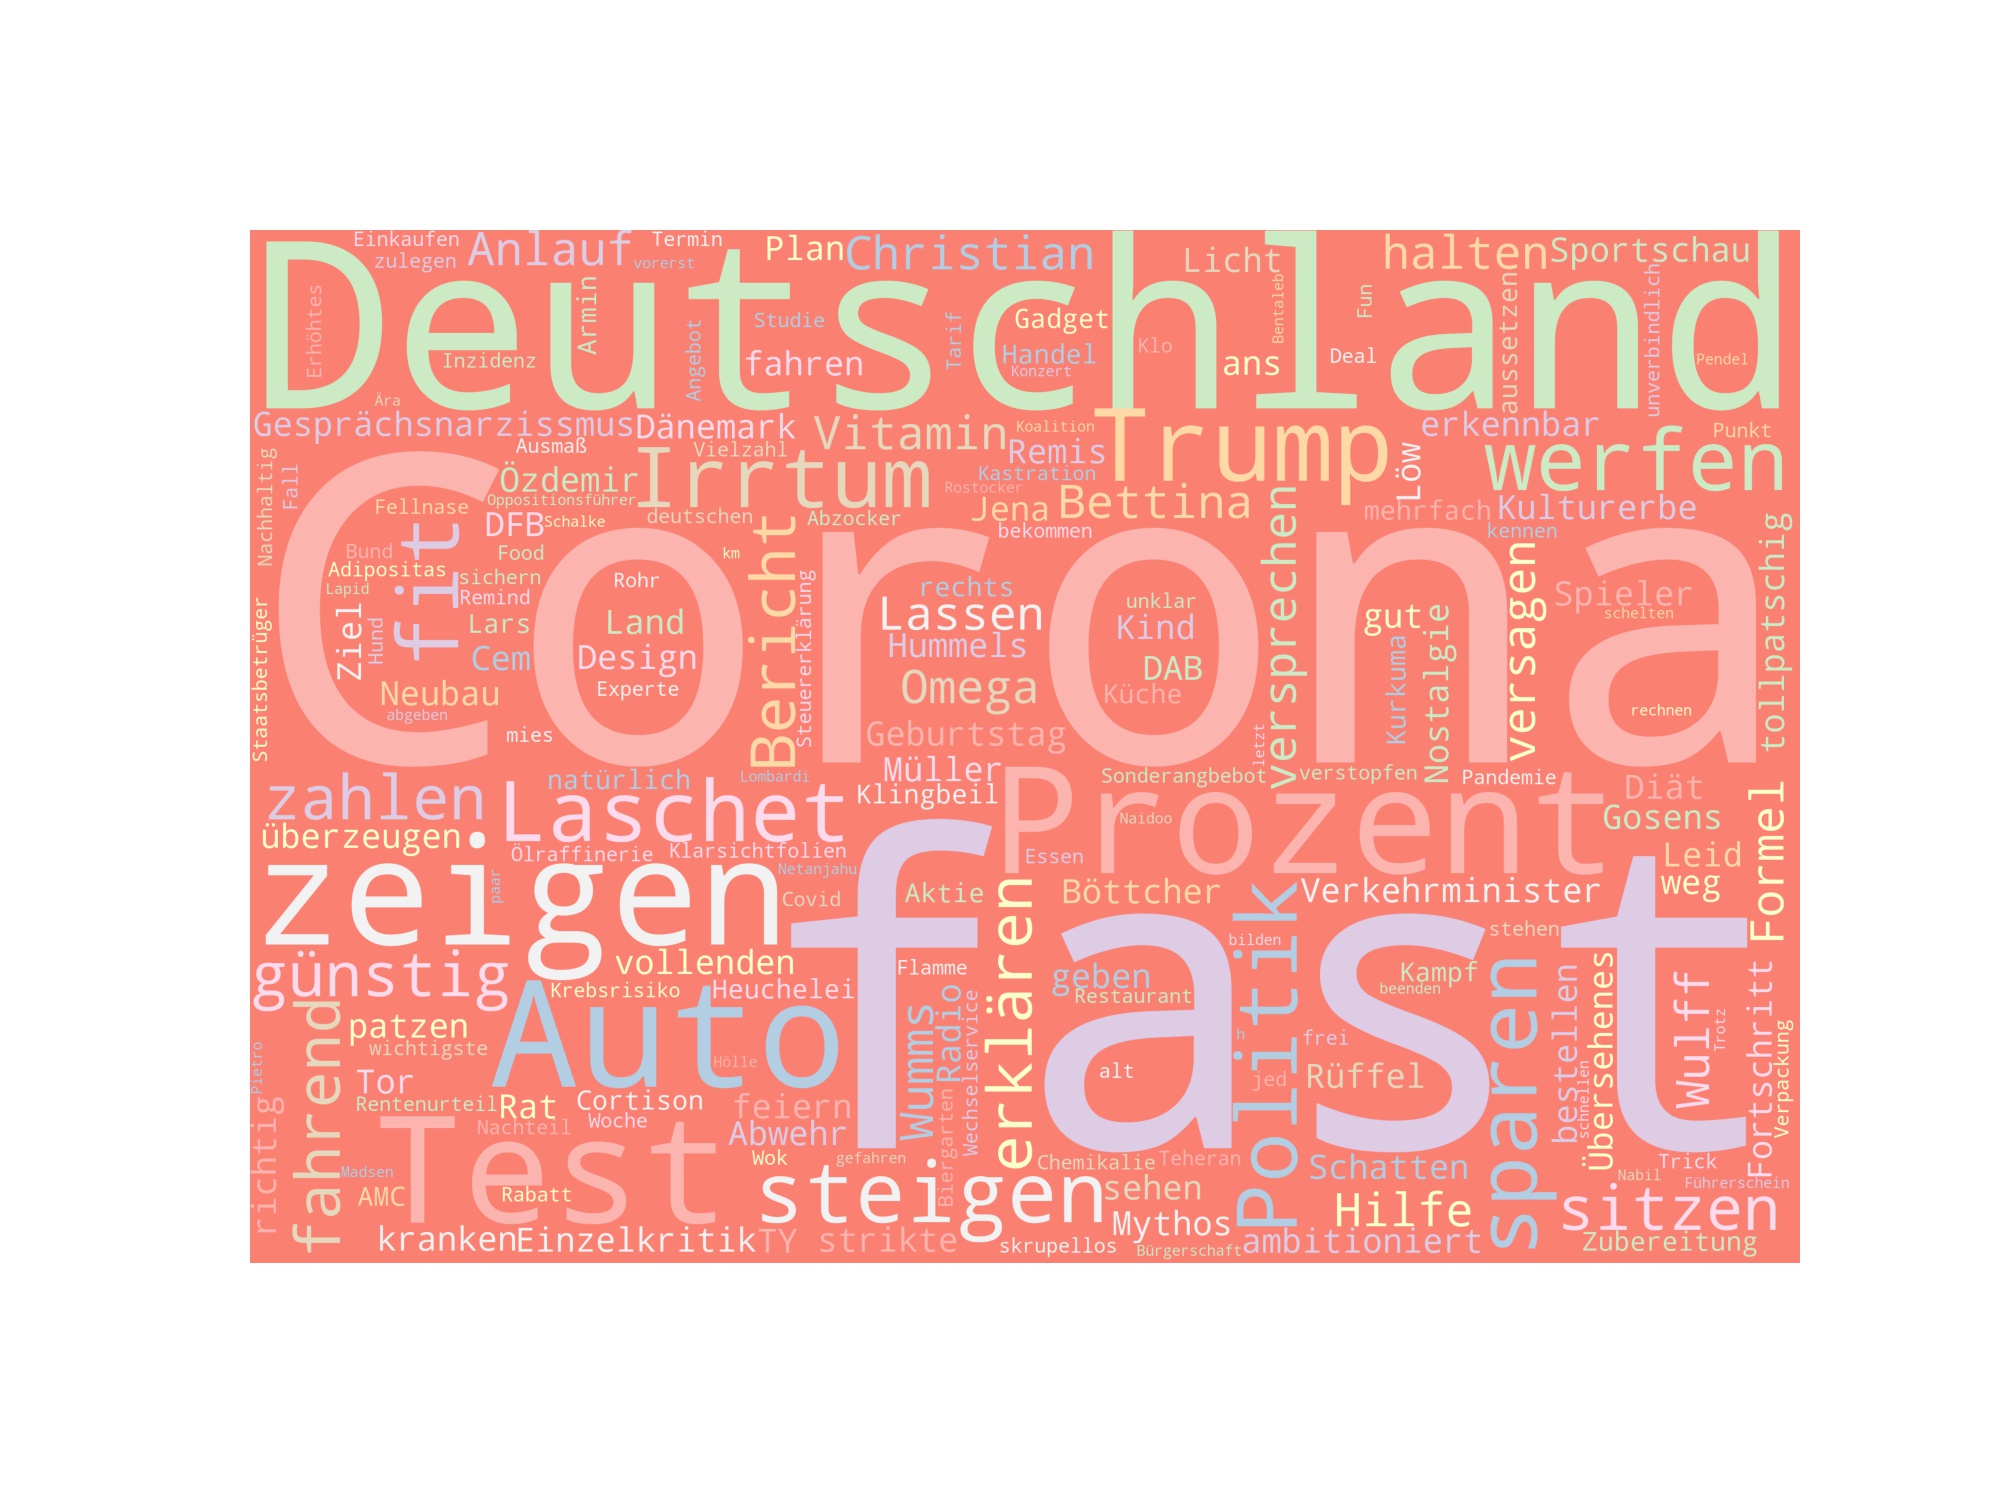 Einkaufen
zulegen
Anlauf
Termin
vorerst
Plan
Christian
Licht
halten
Sportschau
Deutschland
Erhöhtes
Inzidenz
Armin
Angebot
Studie
fahren
Tarif
Gadget
Handel
Konzert
Klo
ans
Bentaleb
Fun
Deal
aussetzen
unverbindlich
Pendel
Ära
Gesprächsnarzissmus
Dänemark
Vitamin
Koalition
Trump
erkennbar
Punkt
Ausmaß
Vielzahl
Remis
Löw
werfen
Nachhaltig
Fall
Özdemir
Irrtum
Kastration
Oppositionsführer
Rostocker
Fellnase
DFB
Schalke
deutschen
Abzocker
Jena
Bettina
mehrfach
Kulturerbe
bekommen
kennen
Corona
fit
Bund
Food
km
Adipositas
sichern
Rohr
Lapid
Remind
Bericht
Steuererklärung
rechts
unklar
versprechen
gut
versagen
Spieler
schelten
tollpatschig
Staatsbetrüger
Ziel
Hund
Lars
Land
Lassen
Kind
Hummels
Cem
Design
DAB
Kurkuma
Nostalgie
Neubau
Experte
Omega
Küche
abgeben
rechnen
mies
Geburtstag
letzt
natürlich
Lombardi
Müller
Sonderangbebot
verstopfen
Pandemie
Diät
zahlen
Laschet
Klingbeil
Prozent
Gosens
Formel
überzeugen
Naidoo
Ölraffinerie
Klarsichtfolien
Essen
Leid
zeigen
paar
Netanjahu
fast
Covid
Aktie
Böttcher
Politik
Verkehrminister
weg
stehen
bilden
günstig
vollenden
Flamme
erklären
geben
Kampf
beenden
sparen
bestellen
schnellen
Übersehenes
Wulff
Trotz
Fortschritt
Verpackung
Krebsrisiko
Heuchelei
Restaurant
fahrend
patzen
wichtigste
Auto
Hölle
Wumms
Radio
Wechselservice
h
frei
Pietro
Tor
alt
jed
Rüffel
Rentenurteil
Rat
Cortison
feiern
Biergarten
richtig
Nachteil
Woche
Abwehr
Test
Wok
gefahren
Chemikalie
Teheran
Schatten
Trick
Madsen
Nabil
Führerschein
AMC
Rabatt
steigen
sehen
Mythos
Hilfe
sitzen
kranken
Einzelkritik
TY
strikte
skrupellos
Bürgerschaft
ambitioniert
Zubereitung